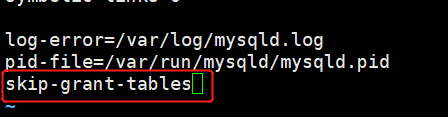 log-error=/var/log/mysqld.log
pid-file=/var/run/mysqld/mysqld.pid
skip-grant-tables
~